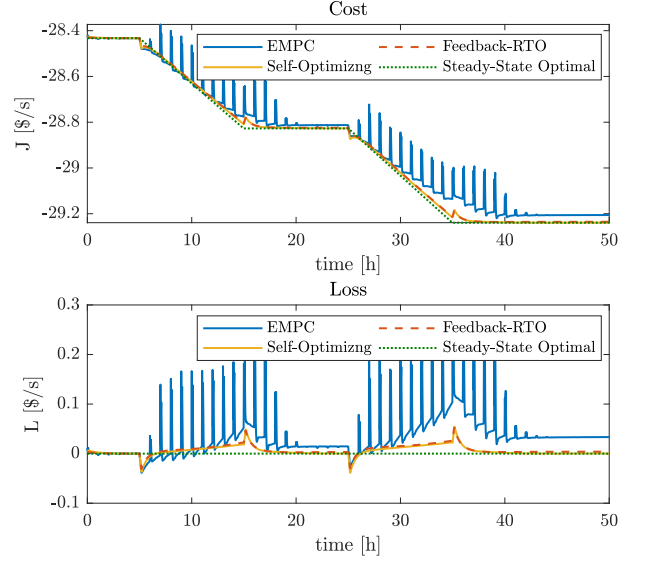 Cost
-28.4
-28.6
-28.8
-29
-29.2
J [$/s]
EMPC
Self-Optimizng
Feedback-RTO
Steady-State Optimal
0 10 20 30 40 50
time [h]
Loss
0.3
0.2
0.1
0
-0.1
L [$/s]
EMPC
Self-Optimizng
Feedback-RTO
Steady-State Optimal
0 10 20 30 40 50
time [h]